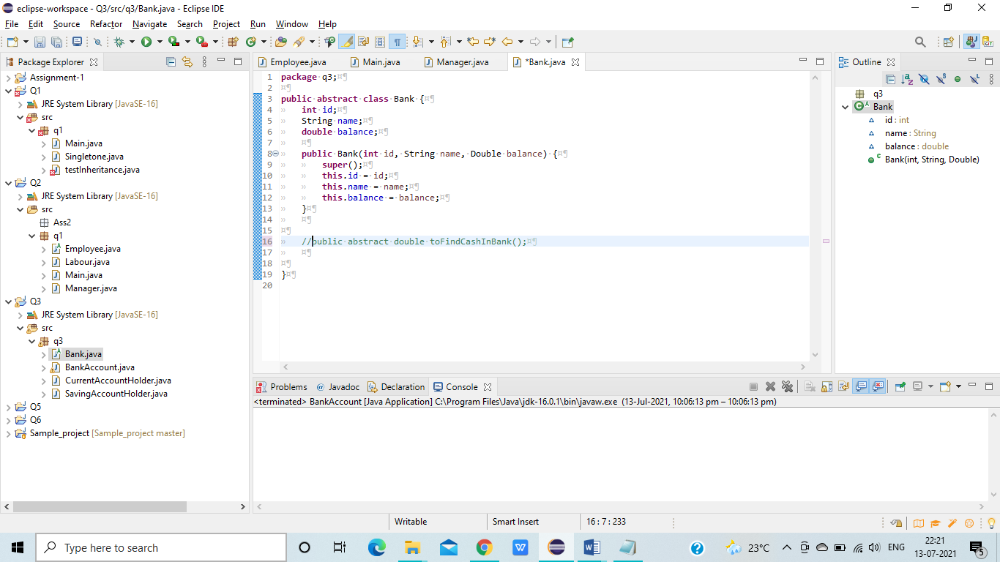 eclipse-workspace - Q3/src/q3/Bank.java - Eclipse IDE
File Edit Source Refactor Navigate Search Project Run Window Help
Package Explorer
Assignment-1
Q1
JRE System Library [JavaSE-16]
src
q1
Main.java
Singletone.java
testInheritance.java
Q2
JRE System Library [JavaSE-16]
src
Ass2
q1
Employee.java
Labour.java
Main.java
Manager.java
Q3
JRE System Library [JavaSE-16]
src
q3
Bank.java
BankAccount.java
CurrentAccountHolder.java
SavingAccountHolder.java
Q5
Q6
Sample_project [Sample_project master]
Employee.java Main.java Manager.java *Bank.java
1 package·q3;¤¶
2 ¤¶
3 public·abstract·class·Bank·{¤¶
4 » int·id;¤¶
5 » String·name;¤¶
6 » double·balance;¤¶
7 » ¤¶
8 » public·Bank(int·id,·String·name,·Double·balance)·{¤¶
9 » » super();¤¶
10 » » this.id·=·id;¤¶
11 » » this.name·=·name;¤¶
12 » » this.balance·=·balance;¤¶
13 » }¤¶
14 » ¤¶
15 ¤¶
16 » //public·abstract·double·toFindCashInBank();¤¶
17 » ¤¶
18 ¤¶
19 }¤¶
20
Outline
q3
Bank
id : int
name : String
balance : double
Bank(int, String, Double)
Problems @ Javadoc Declaration Console
<terminated> BankAccount [Java Application] C:\Program Files\Java\jdk-16.0.1\bin\javaw.exe (13-Jul-2021, 10:06:13 pm – 10:06:13 pm)
Writable Smart Insert 16 : 7 : 233
Type here to search
23°C ENG 22:21
13-07-2021 5